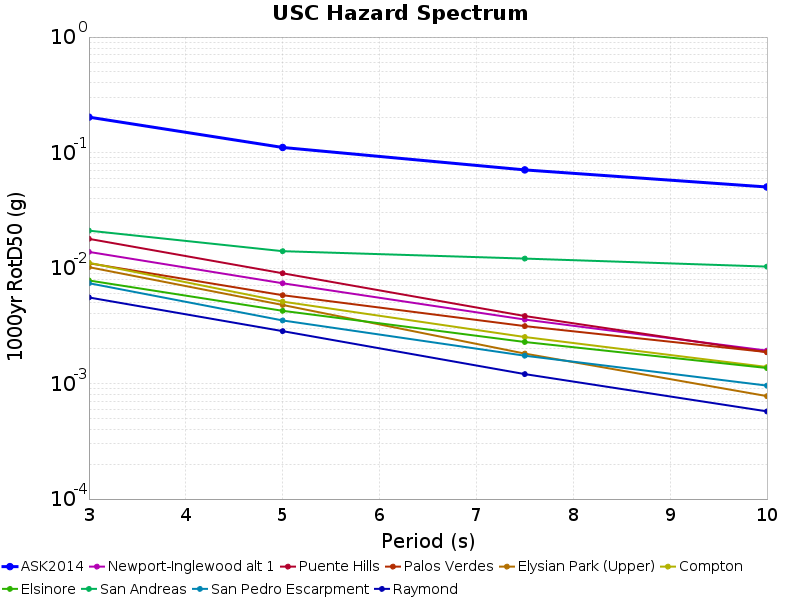 USC Hazard Spectrum
10^0
10^-1
10^-2
10^-3
10^-4
1000yr RotD50 (g)
3 4 5 6 7 8 9 10
Period (s)
ASK2014 Newport-Inglewood alt 1 Puente Hills Palos Verdes Elysian Park (Upper) Compton
Elsinore San Andreas San Pedro Escarpment Raymond